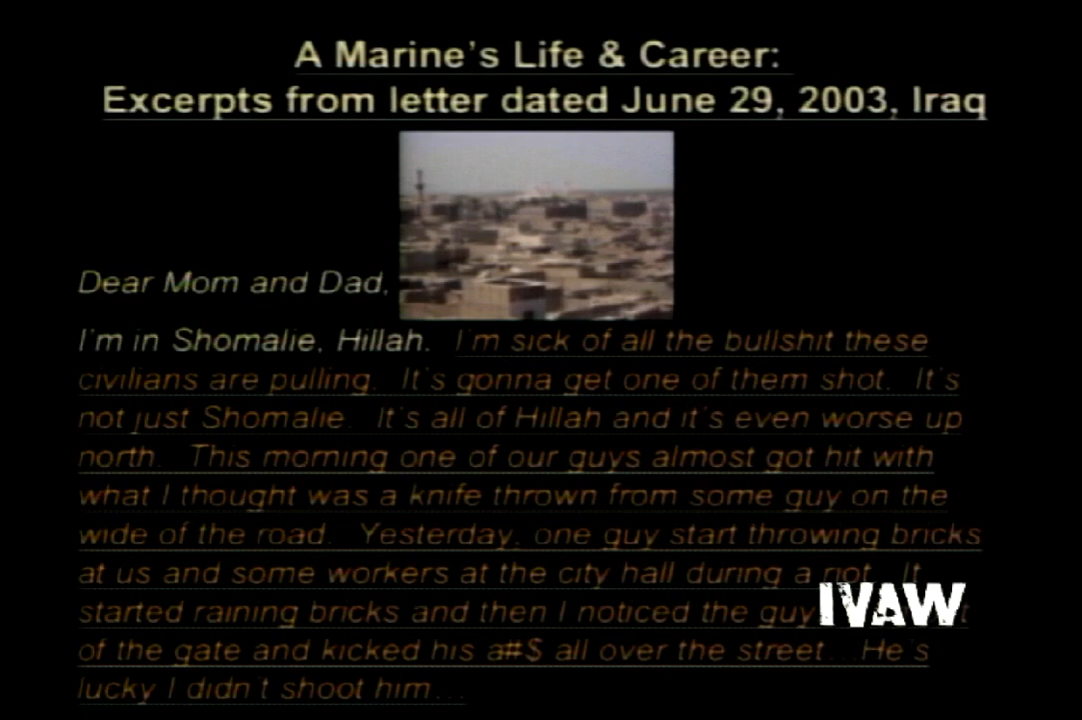 A Marine's Life & Career:
Excerpts from letter dated June 29, 2003, Iraq
Dear Mom and Dad,
I'm in Shomalie, Hillah. I'm sick of all the bullshit these
civilians are pulling. It's gonna get one of them shot. It's
not just Shomalie. It's all of Hillah and it's even worse up
north. This morning one of our guys almost got hit with
what I thought was a knife thrown from some guy on the
wide of the road. Yesterday, one guy start throwing bricks
at us and some workers at the city hall during a riot. It
started raining bricks and then I noticed the guy
IVAW
of the gate and kicked his a#$ all over the street...He's
lucky I didn't shoot him...